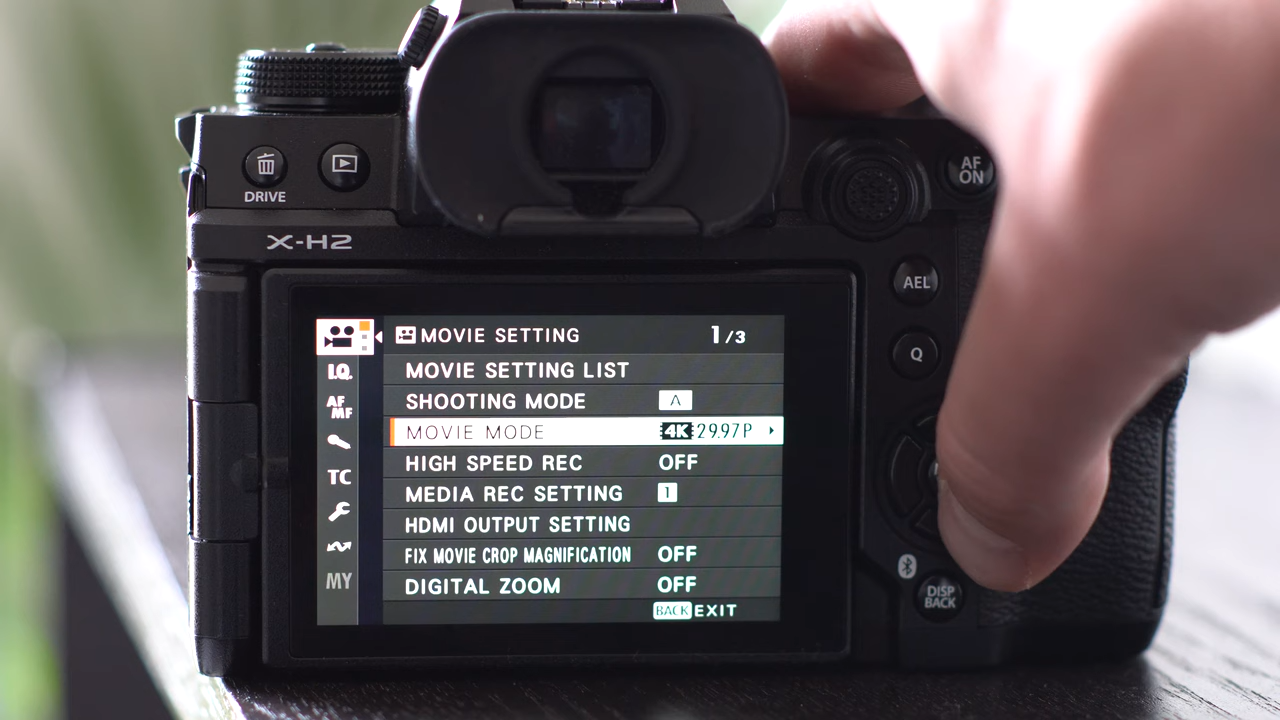 AF
ON
DRIVE
X-H2
AEL
Q
MOVIE SETTING 1/3
MOVIE SETTING LIST
I.Q.
SHOOTING MODE A
AF
MF
MOVIE MODE 4K 29.97P
HIGH SPEED REC OFF
TC
MEDIA REC SETTING 1
HDMI OUTPUT SETTING
FIX MOVIE CROP MAGNIFICATION OFF
MY
DIGITAL ZOOM OFF
BACK EXIT
DISP
BACK